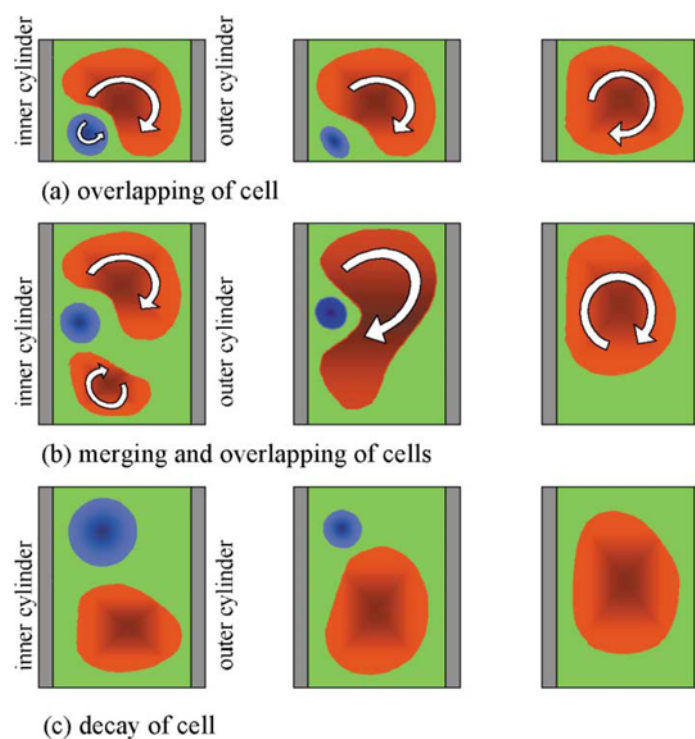 inner cylinder
outer cylinder
(a) overlapping of cell
inner cylinder
outer cylinder
(b) merging and overlapping of cells
inner cylinder
outer cylinder
(c) decay of cell